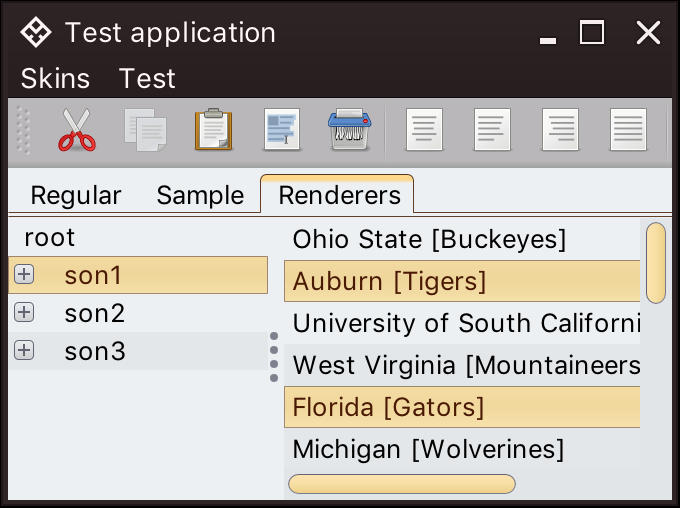 Test application
Skins Test
Regular Sample Renderers
root
son1
son2
son3
Ohio State [Buckeyes]
Auburn [Tigers]
University of South Californi
West Virginia [Mountaineers
Florida [Gators]
Michigan [Wolverines]